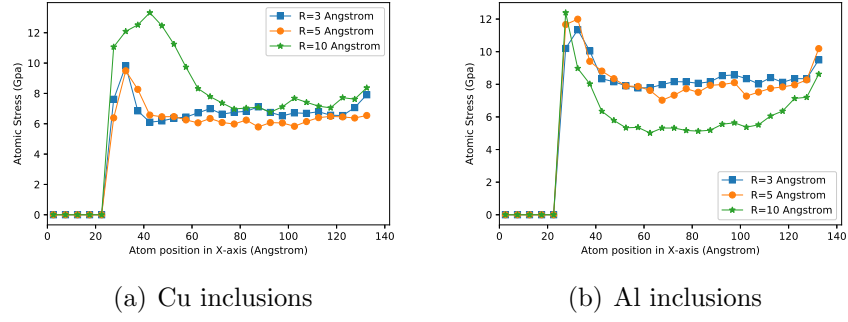 R=3 Angstrom
R=5 Angstrom
R=10 Angstrom
Atomic Stress (Gpa)
12
10
8
6
4
2
0
0 20 40 60 80 100 120 140
Atom position in X-axis (Angstrom)
(a) Cu inclusions
Atomic Stress (Gpa)
12
10
8
6
4
2
0
R=3 Angstrom
R=5 Angstrom
R=10 Angstrom
0 20 40 60 80 100 120 140
Atom position in X-axis (Angstrom)
(b) Al inclusions